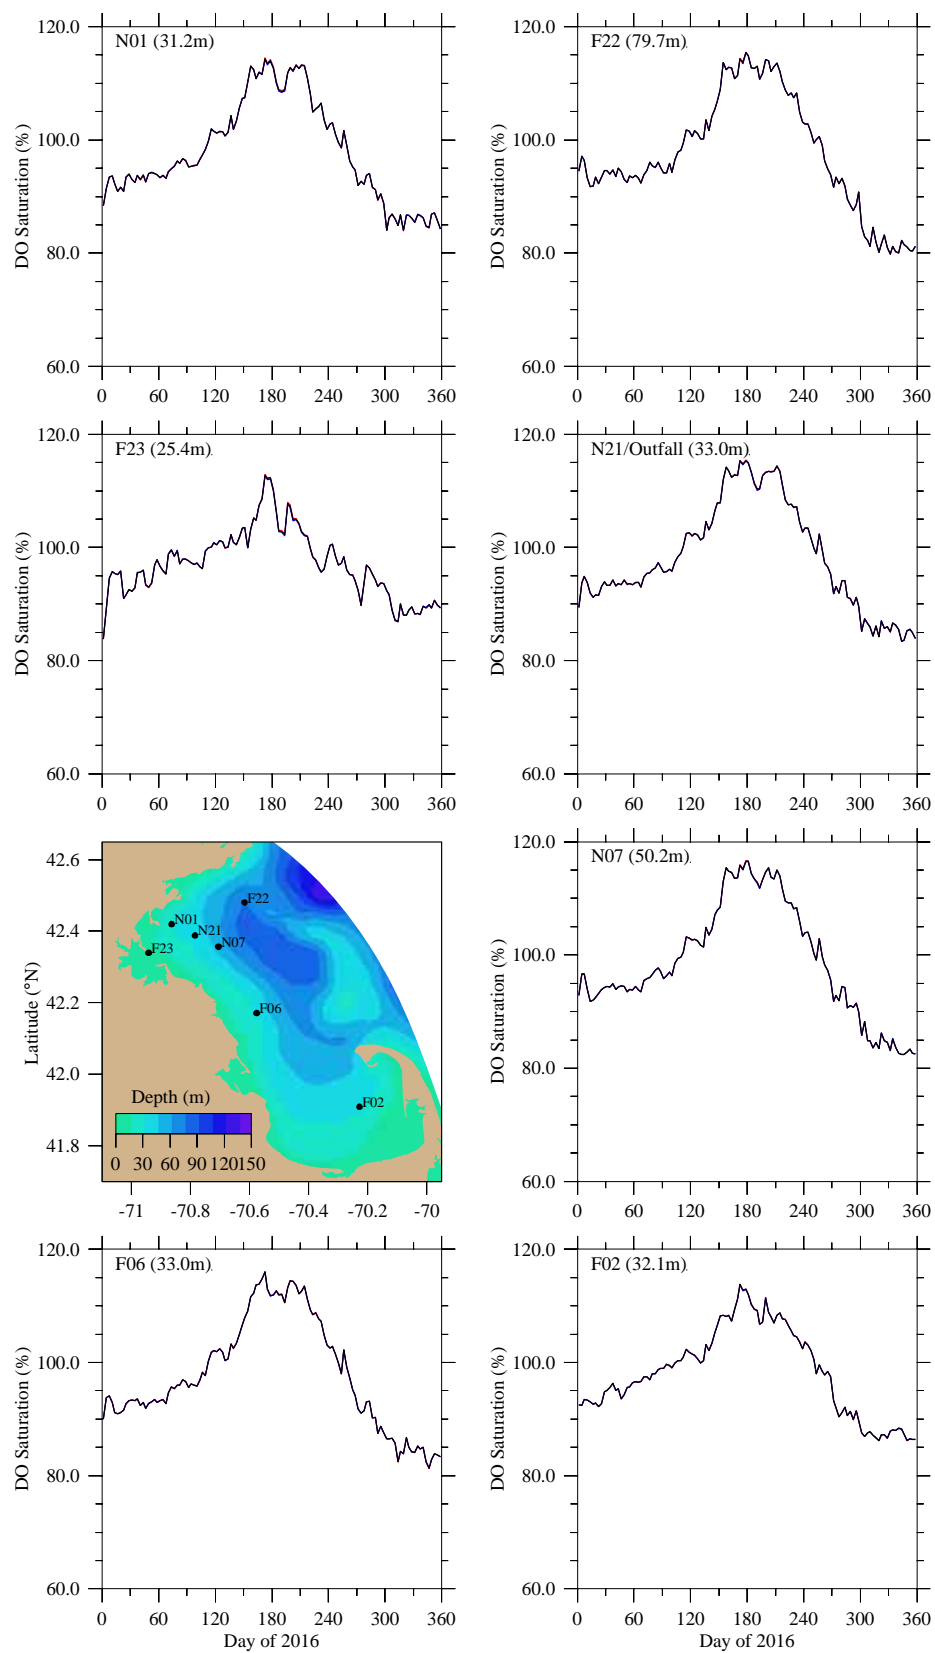 120.0
100.0
80.0
60.0
DO Saturation (%)
N01 (31.2m)
0 60 120 180 240 300 360
120.0
100.0
80.0
60.0
DO Saturation (%)
F22 (79.7m)
0 60 120 180 240 300 360
120.0
100.0
80.0
60.0
DO Saturation (%)
F23 (25.4m)
0 60 120 180 240 300 360
120.0
100.0
80.0
60.0
DO Saturation (%)
N21/Outfall (33.0m)
0 60 120 180 240 300 360
42.6
42.4
42.2
42.0
41.8
Latitude (°N)
F22
N01
N21
N07
F23
F06
F02
Depth (m)
0 30 60 90 120 150
-71 -70.8 -70.6 -70.4 -70.2 -70
120.0
100.0
80.0
60.0
DO Saturation (%)
N07 (50.2m)
0 60 120 180 240 300 360
120.0
100.0
80.0
60.0
DO Saturation (%)
F06 (33.0m)
0 60 120 180 240 300 360
Day of 2016
120.0
100.0
80.0
60.0
DO Saturation (%)
F02 (32.1m)
0 60 120 180 240 300 360
Day of 2016